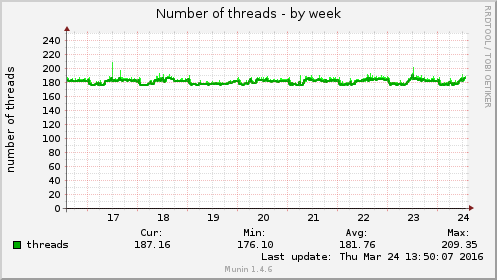 Number of threads - by week
RRDTOOL / TOBI OETIKER
number of threads
240
220
200
180
160
140
120
100
80
60
40
20
0
17 18 19 20 21 22 23 24
Cur: Min: Avg: Max:
threads 187.16 176.10 181.76 209.35
Last update: Thu Mar 24 13:50:07 2016
Munin 1.4.6